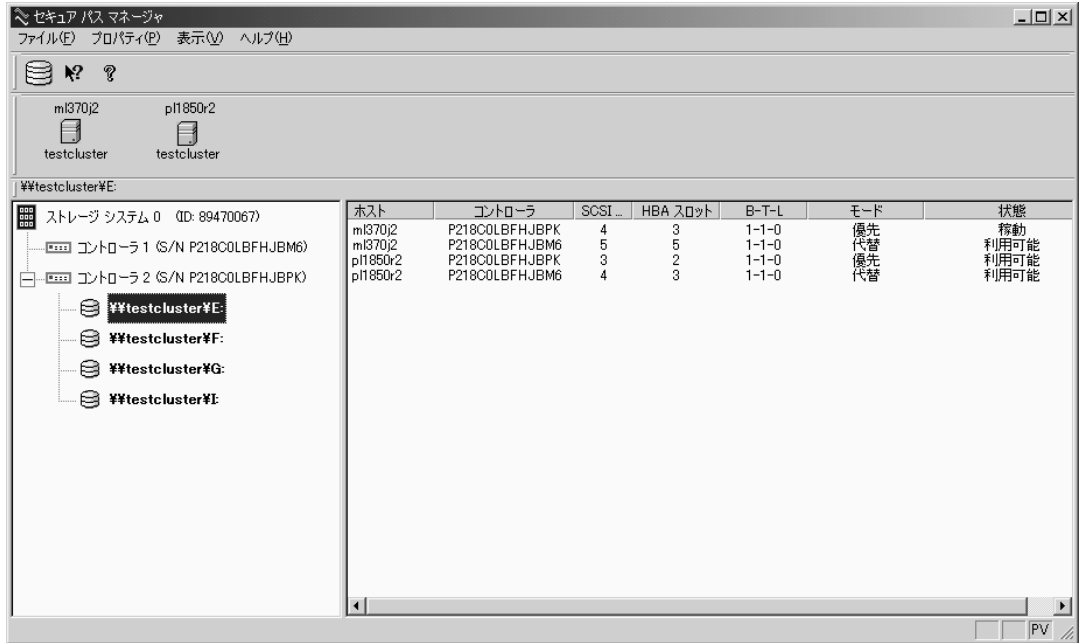 セキュア パス マネージャ
ファイル(F) プロパティ(P) 表示(V) ヘルプ(H)
ml370j2 pl1850r2
testcluster testcluster
¥¥testcluster¥E:
ストレージ システム 0 (ID: 89470067)
コントローラ 1 (S/N P218C0LBFHJBM6)
コントローラ 2 (S/N P218C0LBFHJBPK)
¥¥testcluster¥E:
¥¥testcluster¥F:
¥¥testcluster¥G:
¥¥testcluster¥I:
ホスト コントローラ SCSI ... HBA スロット B-T-L モード 状態
ml370j2 P218C0LBFHJBPK 4 3 1-1-0 優先 稼動
ml370j2 P218C0LBFHJBM6 5 5 1-1-0 代替 利用可能
pl1850r2 P218C0LBFHJBPK 3 2 1-1-0 優先 利用可能
pl1850r2 P218C0LBFHJBM6 4 3 1-1-0 代替 利用可能
PV